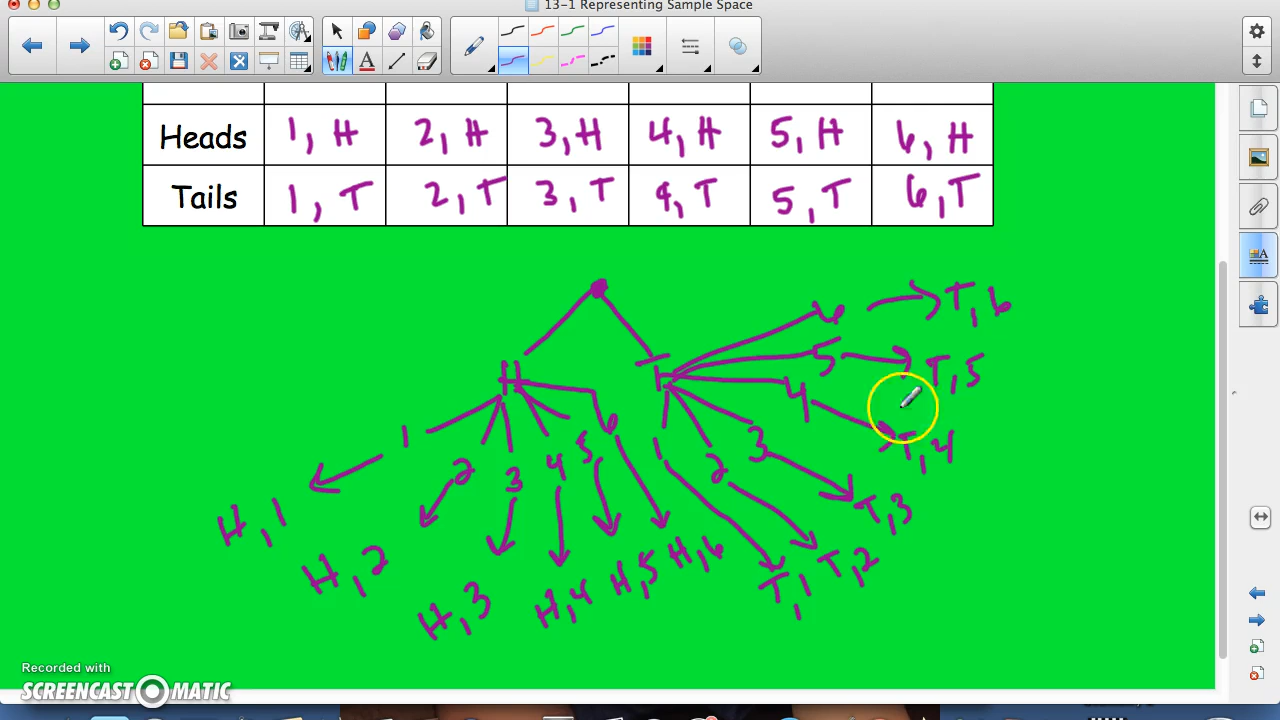 13-1 Representing Sample Space
Heads 1, H 2, H 3, H 4, H 5, H 6, H
Tails 1, T 2, T 3, T 4, T 5, T 6, T
H T
6 T,6
5 T,5
4 T,4
1 2 3 4 5 6 1 2 3
H,1 H,2 H,3 H,4 H,5 H,6 T,1 T,2 T,3
Recorded with
SCREENCAST O MATIC